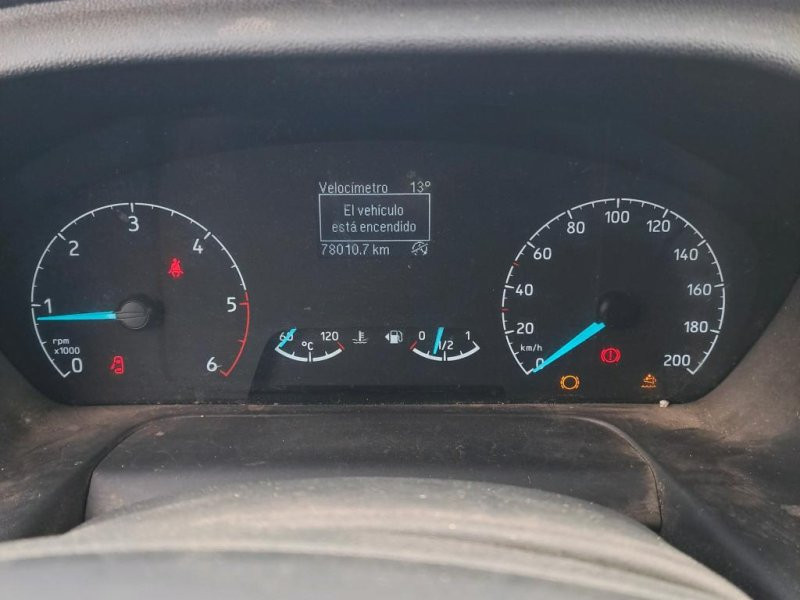 Velocímetro 13°
El vehículo
está encendido
78010.7 km
0
1
2
3
4
5
6
rpm
x1000
60 120
°C
0 1/2 1
0
20
40
60
80
100
120
140
160
180
200
km/h